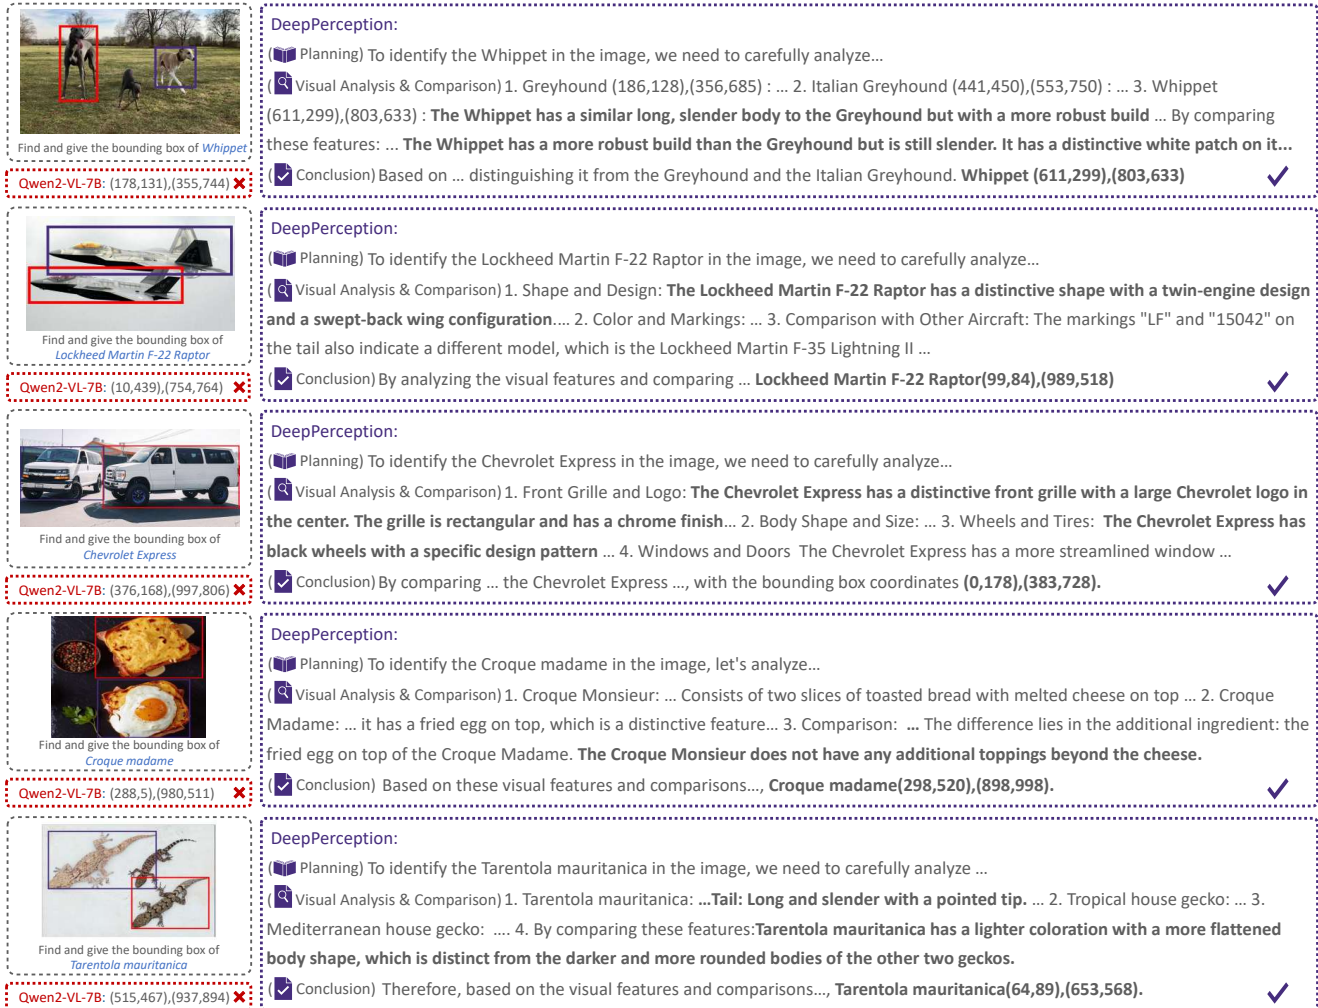 DeepPerception:
(Planning) To identify the Whippet in the image, we need to carefully analyze...
(Visual Analysis & Comparison) 1. Greyhound (186,128),(356,685) : ... 2. Italian Greyhound (441,450),(553,750) : ... 3. Whippet
(611,299),(803,633) : The Whippet has a similar long, slender body to the Greyhound but with a more robust build ... By comparing
these features: ... The Whippet has a more robust build than the Greyhound but is still slender. It has a distinctive white patch on it...
(Conclusion) Based on ... distinguishing it from the Greyhound and the Italian Greyhound. Whippet (611,299),(803,633)
Find and give the bounding box of Whippet
Qwen2-VL-7B: (178,131),(355,744)
DeepPerception:
(Planning) To identify the Lockheed Martin F-22 Raptor in the image, we need to carefully analyze...
(Visual Analysis & Comparison) 1. Shape and Design: The Lockheed Martin F-22 Raptor has a distinctive shape with a twin-engine design
and a swept-back wing configuration.... 2. Color and Markings: ... 3. Comparison with Other Aircraft: The markings "LF" and "15042" on
the tail also indicate a different model, which is the Lockheed Martin F-35 Lightning II ...
(Conclusion) By analyzing the visual features and comparing ... Lockheed Martin F-22 Raptor(99,84),(989,518)
Find and give the bounding box of
Lockheed Martin F-22 Raptor
Qwen2-VL-7B: (10,439),(754,764)
DeepPerception:
(Planning) To identify the Chevrolet Express in the image, we need to carefully analyze...
(Visual Analysis & Comparison) 1. Front Grille and Logo: The Chevrolet Express has a distinctive front grille with a large Chevrolet logo in
the center. The grille is rectangular and has a chrome finish... 2. Body Shape and Size: ... 3. Wheels and Tires: The Chevrolet Express has
black wheels with a specific design pattern ... 4. Windows and Doors The Chevrolet Express has a more streamlined window ...
(Conclusion) By comparing ... the Chevrolet Express ..., with the bounding box coordinates (0,178),(383,728).
Find and give the bounding box of
Chevrolet Express
Qwen2-VL-7B: (376,168),(997,806)
DeepPerception:
(Planning) To identify the Croque madame in the image, let's analyze...
(Visual Analysis & Comparison) 1. Croque Monsieur: ... Consists of two slices of toasted bread with melted cheese on top ... 2. Croque
Madame: ... it has a fried egg on top, which is a distinctive feature... 3. Comparison: ... The difference lies in the additional ingredient: the
fried egg on top of the Croque Madame. The Croque Monsieur does not have any additional toppings beyond the cheese.
(Conclusion) Based on these visual features and comparisons..., Croque madame(298,520),(898,998).
Find and give the bounding box of
Croque madame
Qwen2-VL-7B: (288,5),(980,511)
DeepPerception:
(Planning) To identify the Tarentola mauritanica in the image, we need to carefully analyze ...
(Visual Analysis & Comparison) 1. Tarentola mauritanica: ...Tail: Long and slender with a pointed tip. ... 2. Tropical house gecko: ... 3.
Mediterranean house gecko: .... 4. By comparing these features:Tarentola mauritanica has a lighter coloration with a more flattened
body shape, which is distinct from the darker and more rounded bodies of the other two geckos.
(Conclusion) Therefore, based on the visual features and comparisons..., Tarentola mauritanica(64,89),(653,568).
Find and give the bounding box of
Tarentola mauritanica
Qwen2-VL-7B: (515,467),(937,894)